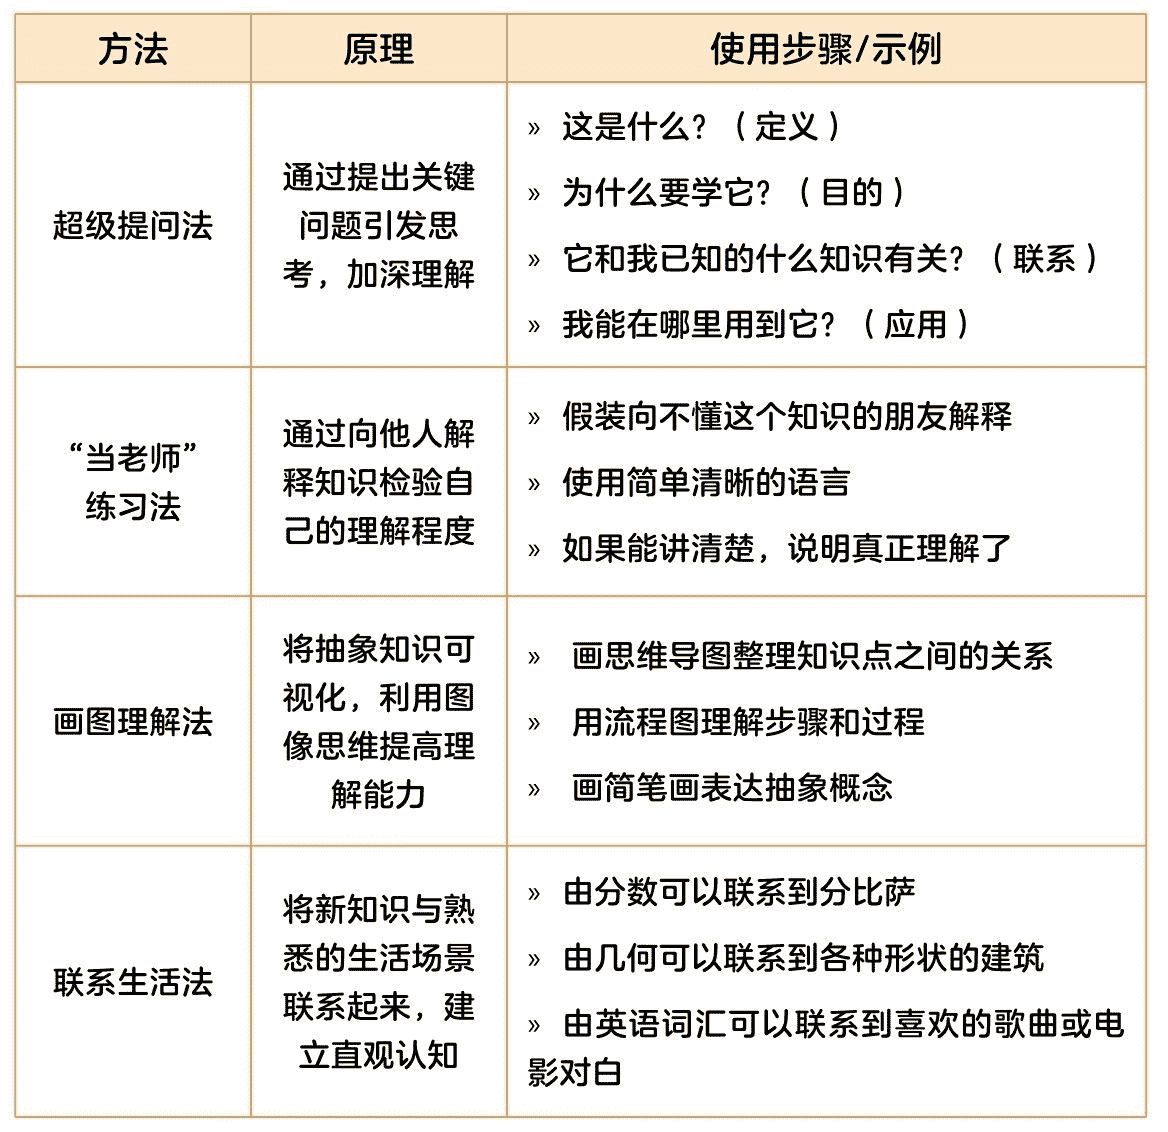 方法
原理
使用步骤/示例
超级提问法
通过提出关键
问题引发思
考，加深理解
» 这是什么？（定义）
» 为什么要学它？（目的）
» 它和我已知的什么知识有关？（联系）
» 我能在哪里用到它？（应用）
“当老师”
练习法
通过向他人解
释知识检验自
己的理解程度
» 假装向不懂这个知识的朋友解释
» 使用简单清晰的语言
» 如果能讲清楚，说明真正理解了
画图理解法
将抽象知识可
视化，利用图
像思维提高理
解能力
» 画思维导图整理知识点之间的关系
» 用流程图理解步骤和过程
» 画简笔画表达抽象概念
联系生活法
将新知识与熟
悉的生活场景
联系起来，建
立直观认知
» 由分数可以联系到分比萨
» 由几何可以联系到各种形状的建筑
» 由英语词汇可以联系到喜欢的歌曲或电
影对白